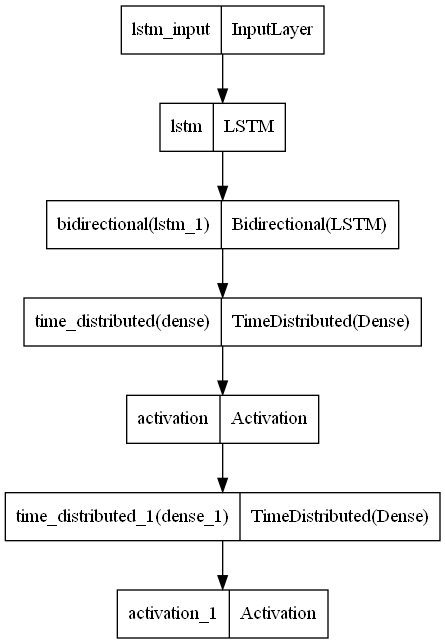 lstm_input InputLayer
lstm LSTM
bidirectional(lstm_1) Bidirectional(LSTM)
time_distributed(dense) TimeDistributed(Dense)
activation Activation
time_distributed_1(dense_1) TimeDistributed(Dense)
activation_1 Activation